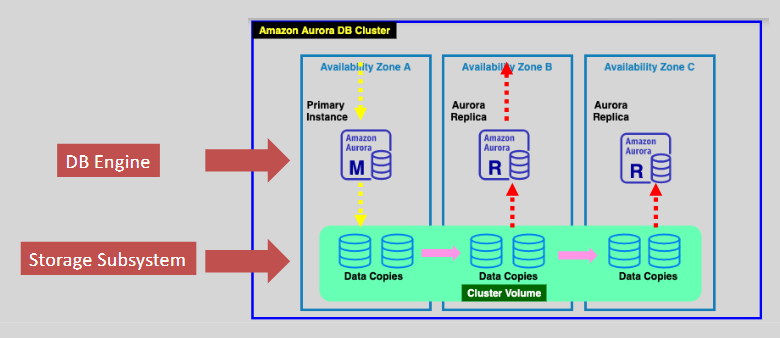 Amazon Aurora DB Cluster
Availability Zone A
Availability Zone B
Availability Zone C
Primary
Instance
Aurora
Replica
Aurora
Replica
DB Engine
Amazon
Aurora
M
Amazon
Aurora
R
Amazon
Aurora
R
Storage Subsystem
Data Copies
Data Copies
Data Copies
Cluster Volume